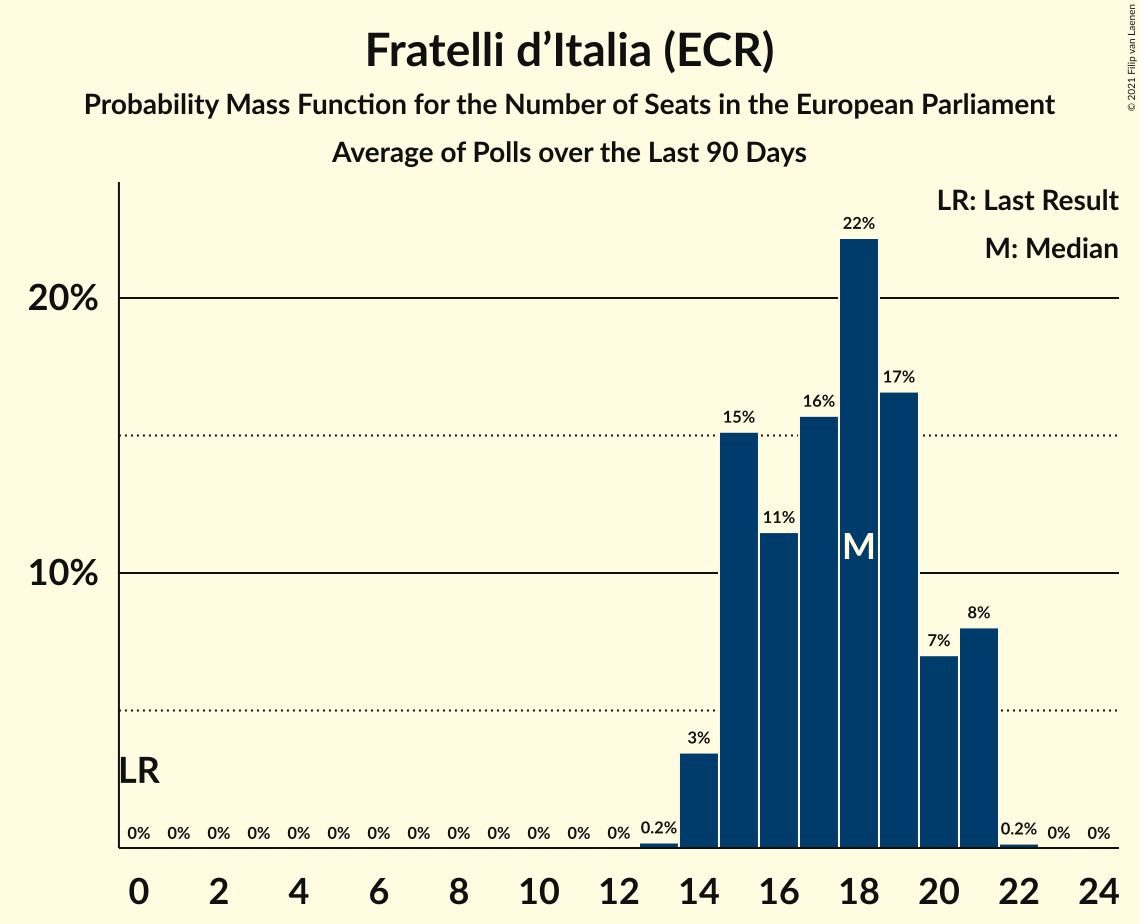 Fratelli d’Italia (ECR)
Probability Mass Function for the Number of Seats in the European Parliament
Average of Polls over the Last 90 Days
© 2021 Filip van Laenen
LR: Last Result
M: Median
20%
10%
22%
17%
16%
15%
11%
M
8%
7%
3%
LR
0% 0% 0% 0% 0% 0% 0% 0% 0% 0% 0% 0% 0% 0.2% 0.2% 0% 0%
0 2 4 6 8 10 12 14 16 18 20 22 24